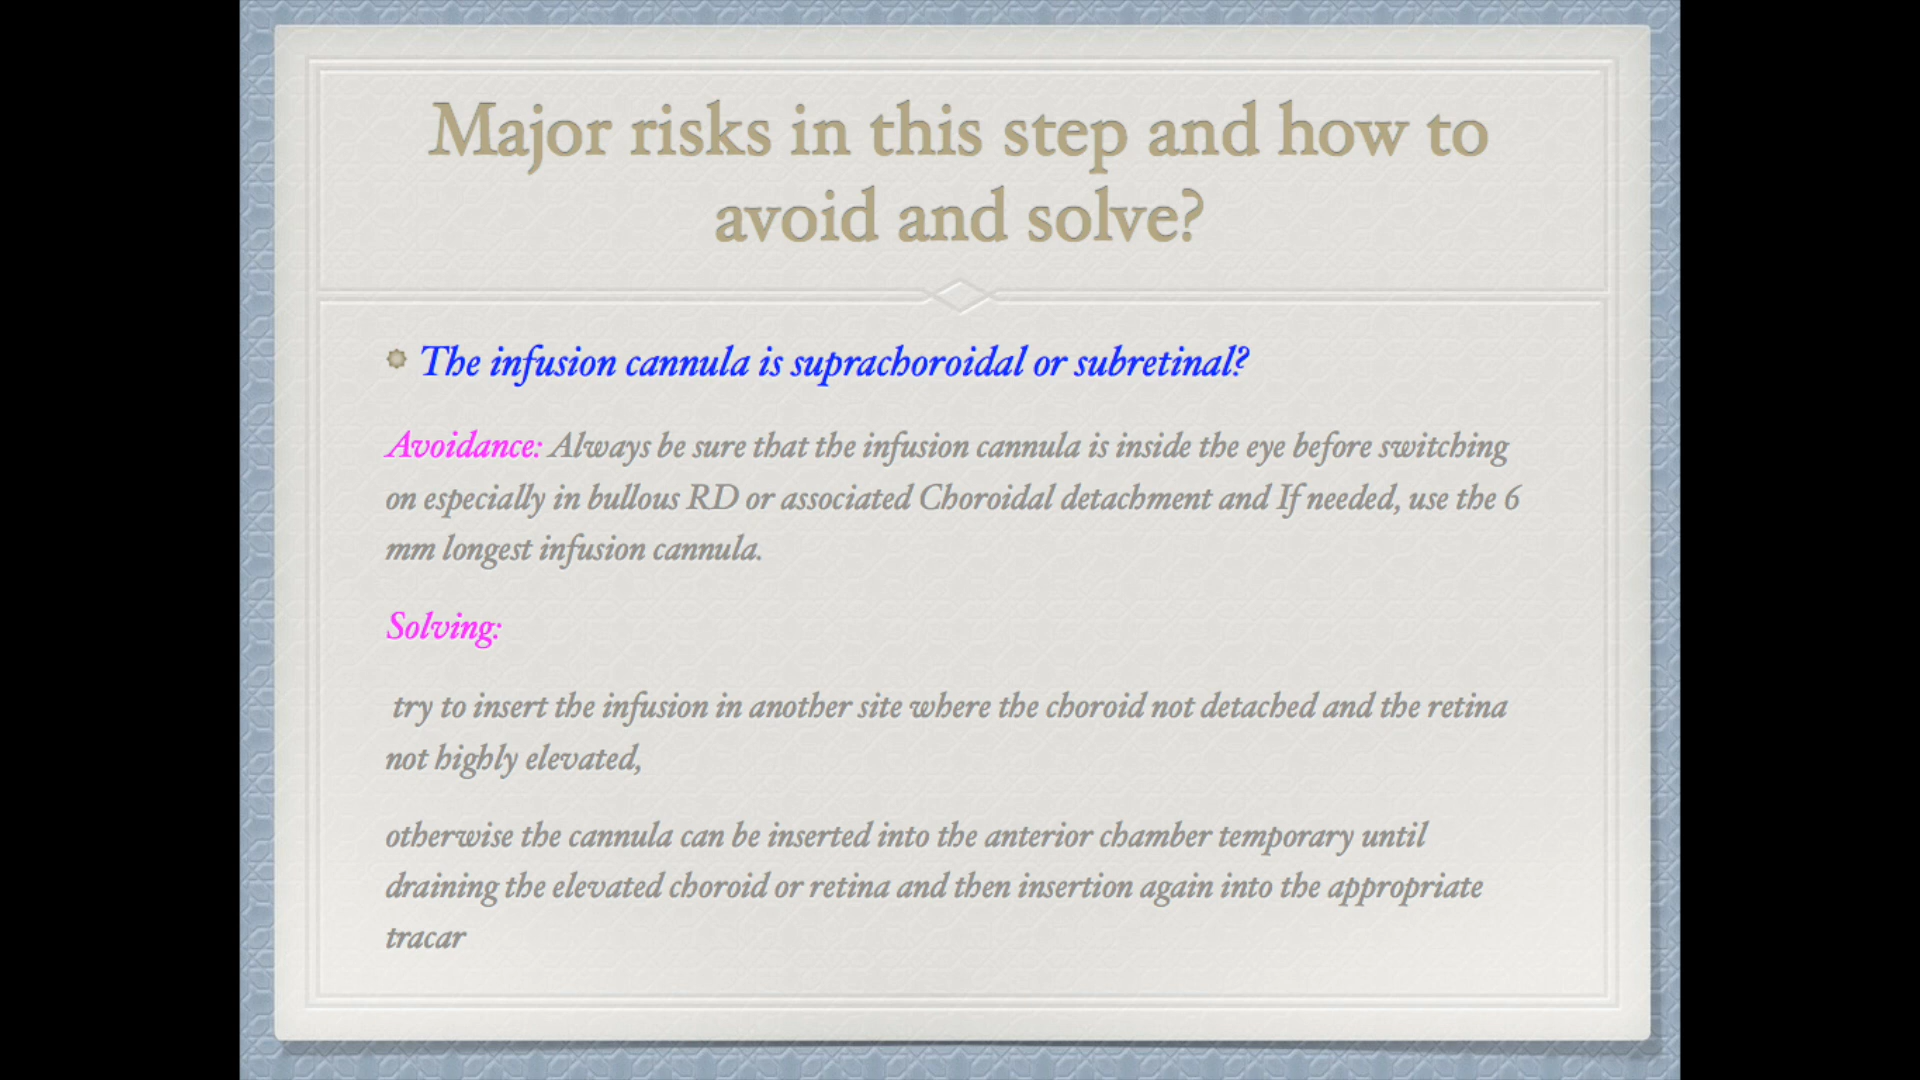 Major risks in this step and how to
avoid and solve?
The infusion cannula is suprachoroidal or subretinal?
Avoidance: Always be sure that the infusion cannula is inside the eye before switching
on especially in bullous RD or associated Choroidal detachment and If needed, use the 6
mm longest infusion cannula.
Solving:
try to insert the infusion in another site where the choroid not detached and the retina
not highly elevated,
otherwise the cannula can be inserted into the anterior chamber temporary until
draining the elevated choroid or retina and then insertion again into the appropriate
tracar